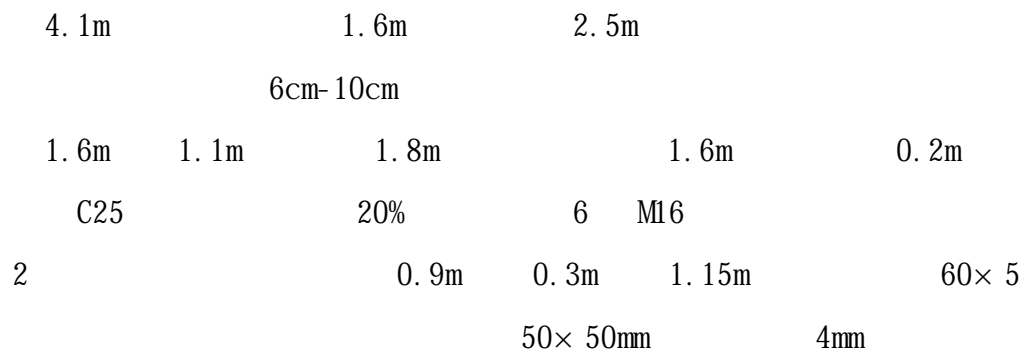 4.1m 1.6m 2.5m
6cm-10cm
1.6m 1.1m 1.8m 1.6m 0.2m
C25 20% 6 M16
2 0.9m 0.3m 1.15m 60×5
50×50mm 4mm